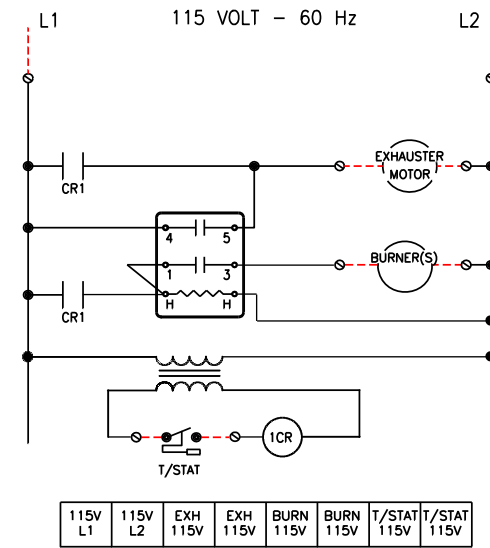 L1 115 VOLT - 60 Hz L2
CR1
EXHAUSTER
MOTOR
4 5
1 3
BURNER(S)
H H
CR1
1CR
T/STAT
115V 115V EXH EXH BURN BURN T/STAT T/STAT
L1 L2 115V 115V 115V 115V 115V 115V